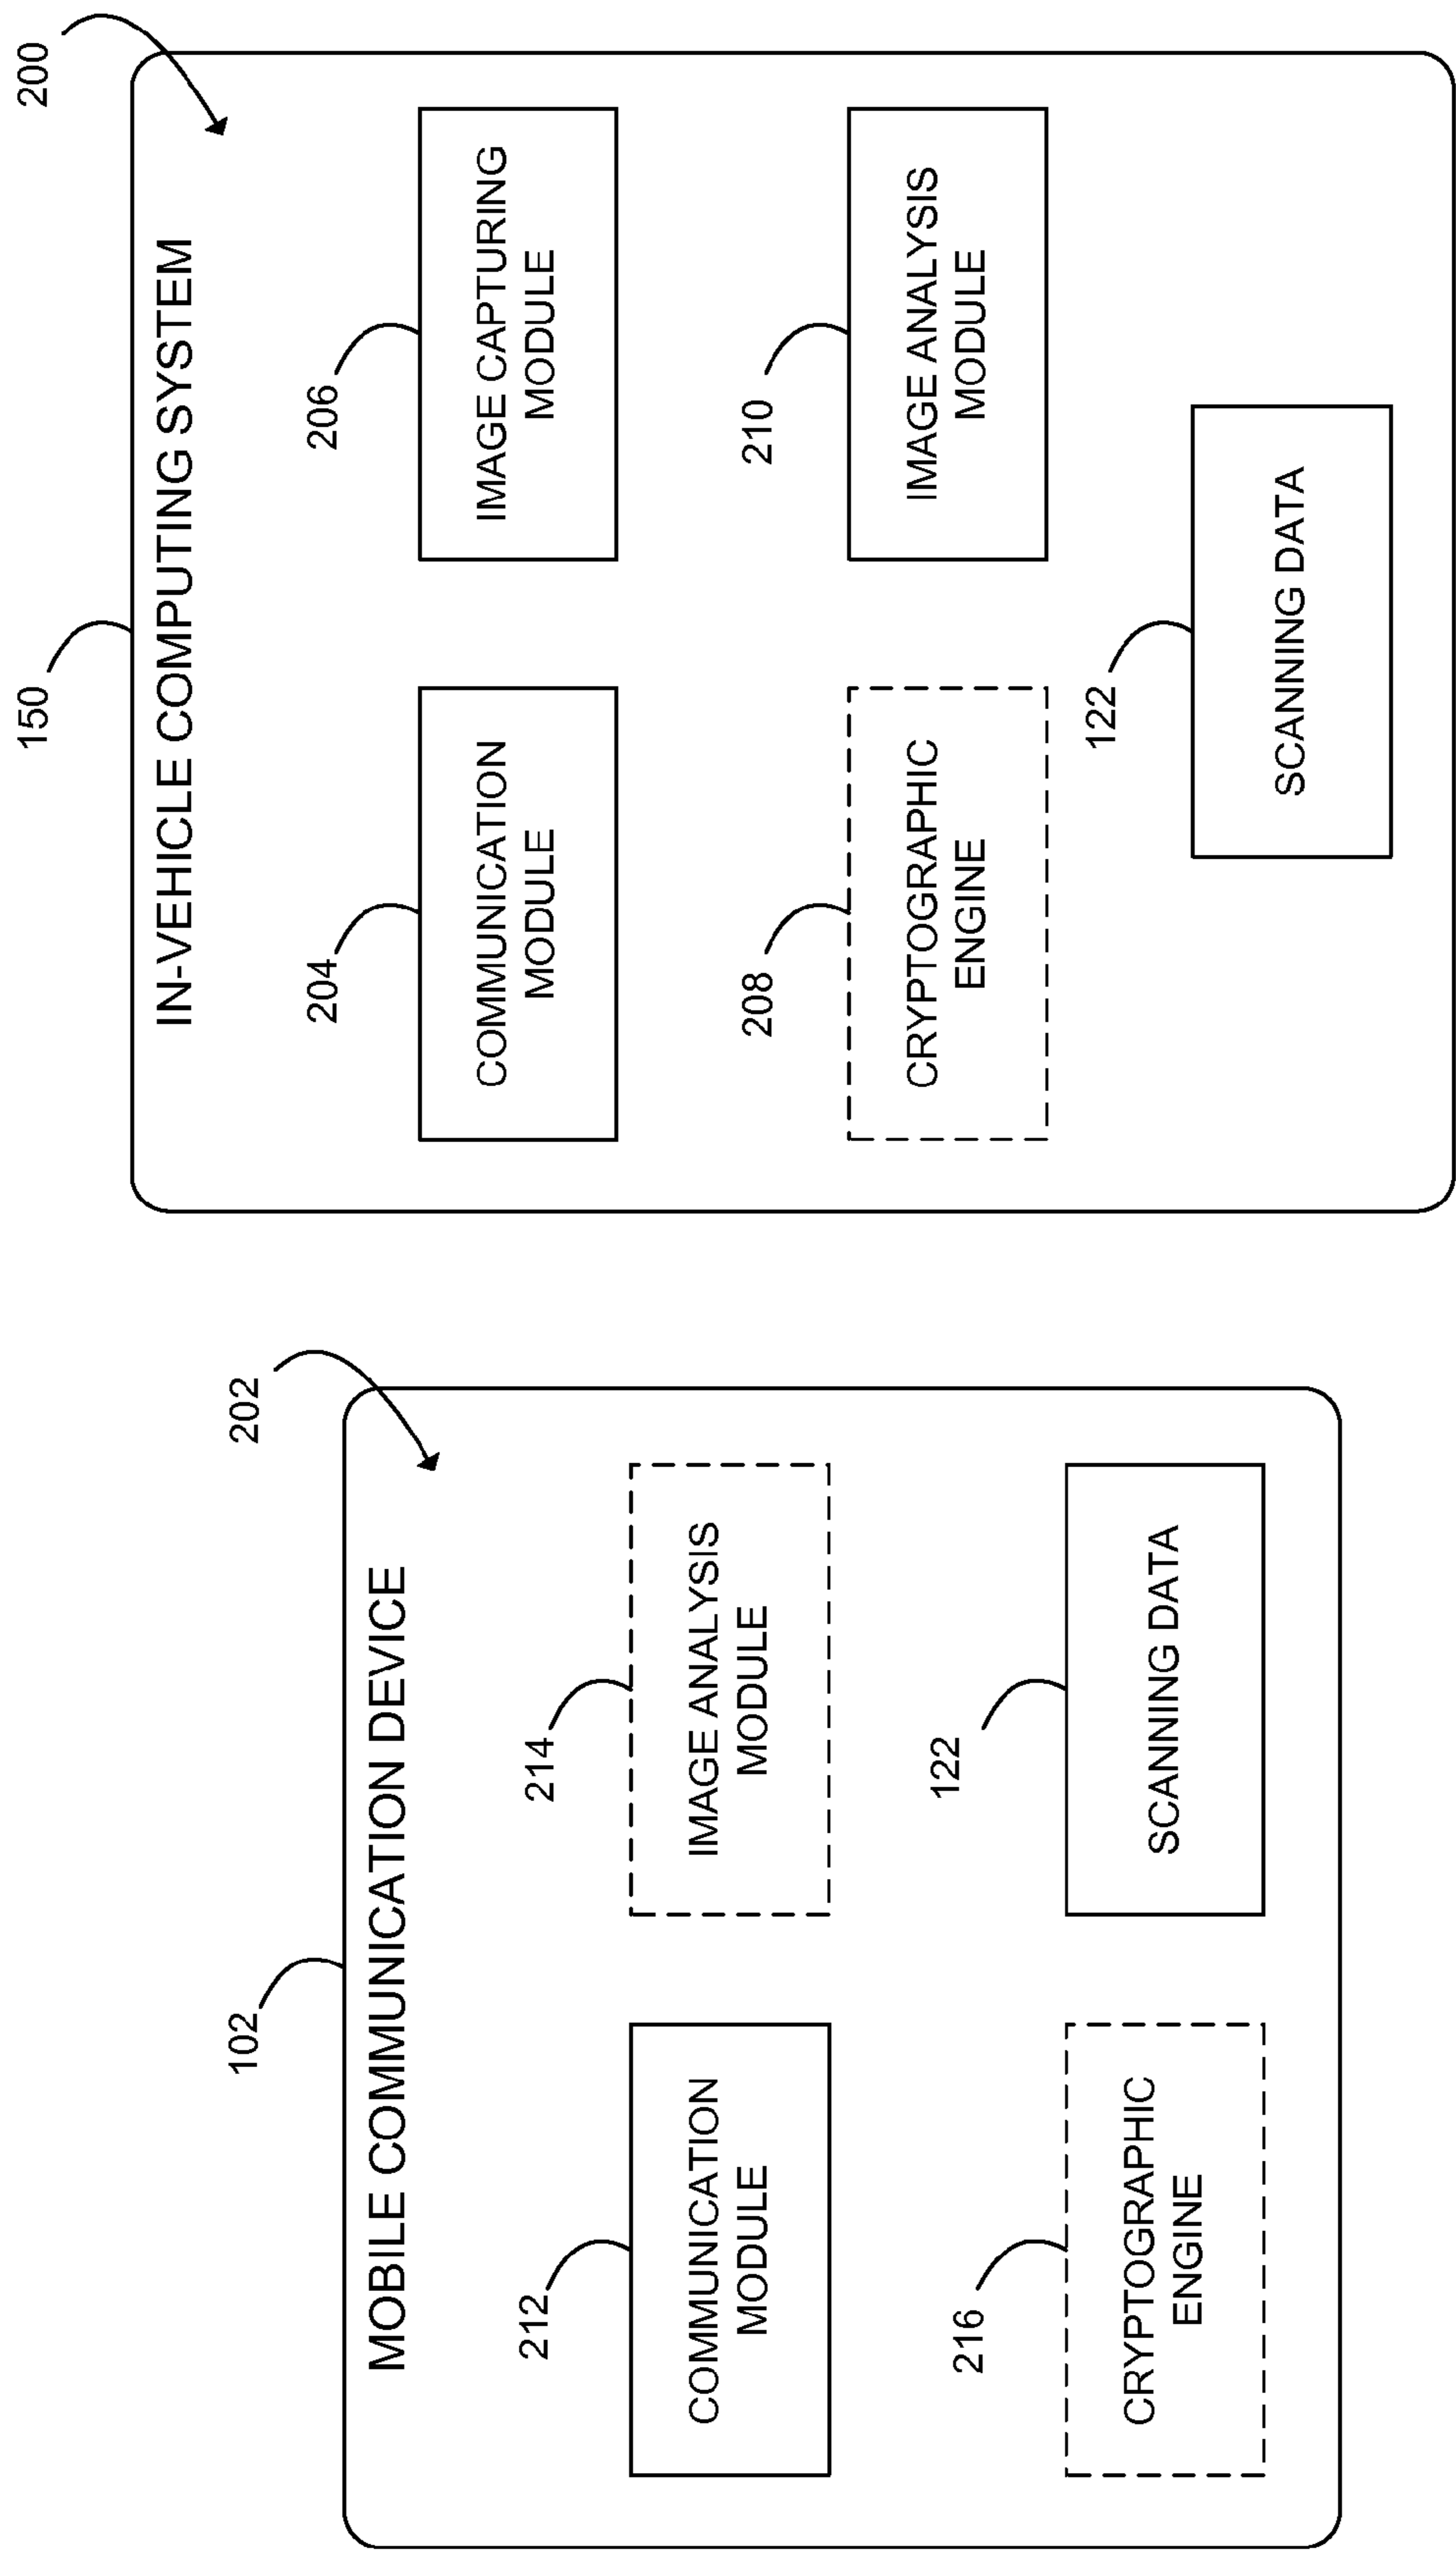 102
202
MOBILE COMMUNICATION DEVICE
212
COMMUNICATION
MODULE
214
IMAGE ANALYSIS
MODULE
216
CRYPTOGRAPHIC
ENGINE
122
SCANNING DATA
150
200
IN-VEHICLE COMPUTING SYSTEM
204
COMMUNICATION
MODULE
206
IMAGE CAPTURING
MODULE
208
CRYPTOGRAPHIC
ENGINE
210
IMAGE ANALYSIS
MODULE
122
SCANNING DATA